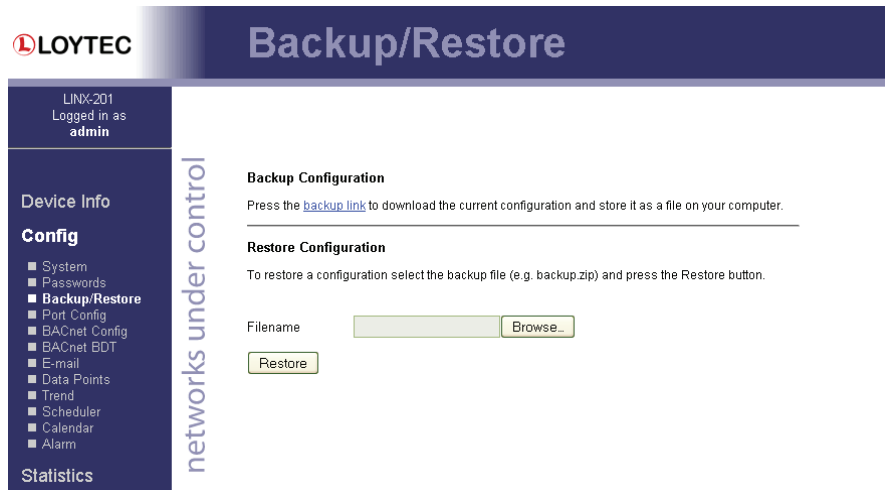 LOYTEC
Backup/Restore
LINX-201
Logged in as
admin
Device Info
Config
System
Passwords
Backup/Restore
Port Config
BACnet Config
BACnet BDT
E-mail
Data Points
Trend
Scheduler
Calendar
Alarm
Statistics
networks under control
Backup Configuration
Press the backup link to download the current configuration and store it as a file on your computer.
Restore Configuration
To restore a configuration select the backup file (e.g. backup.zip) and press the Restore button.
Filename Browse...
Restore